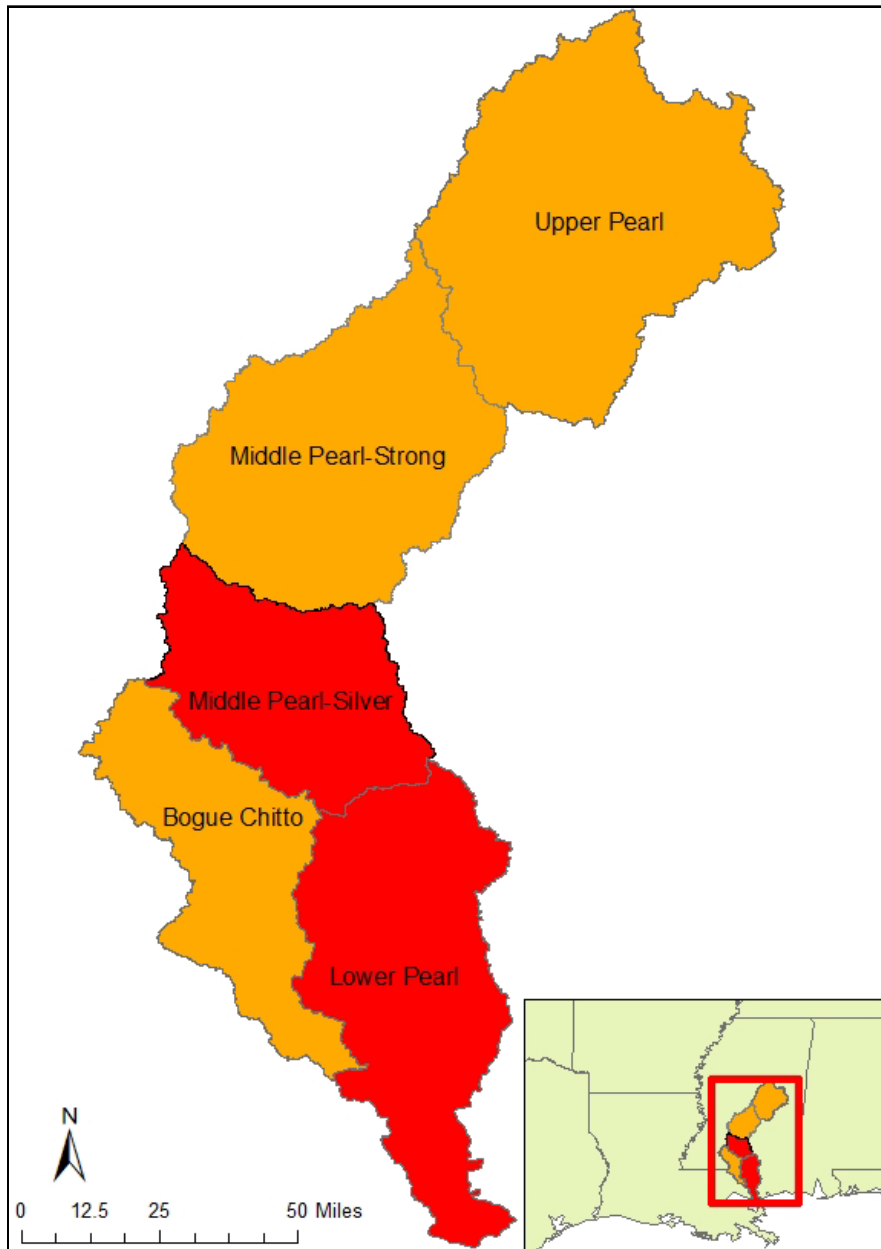 Upper Pearl
Middle Pearl-Strong
Middle Pearl-Silver
Bogue Chitto
Lower Pearl
N
0 12.5 25 50 Miles